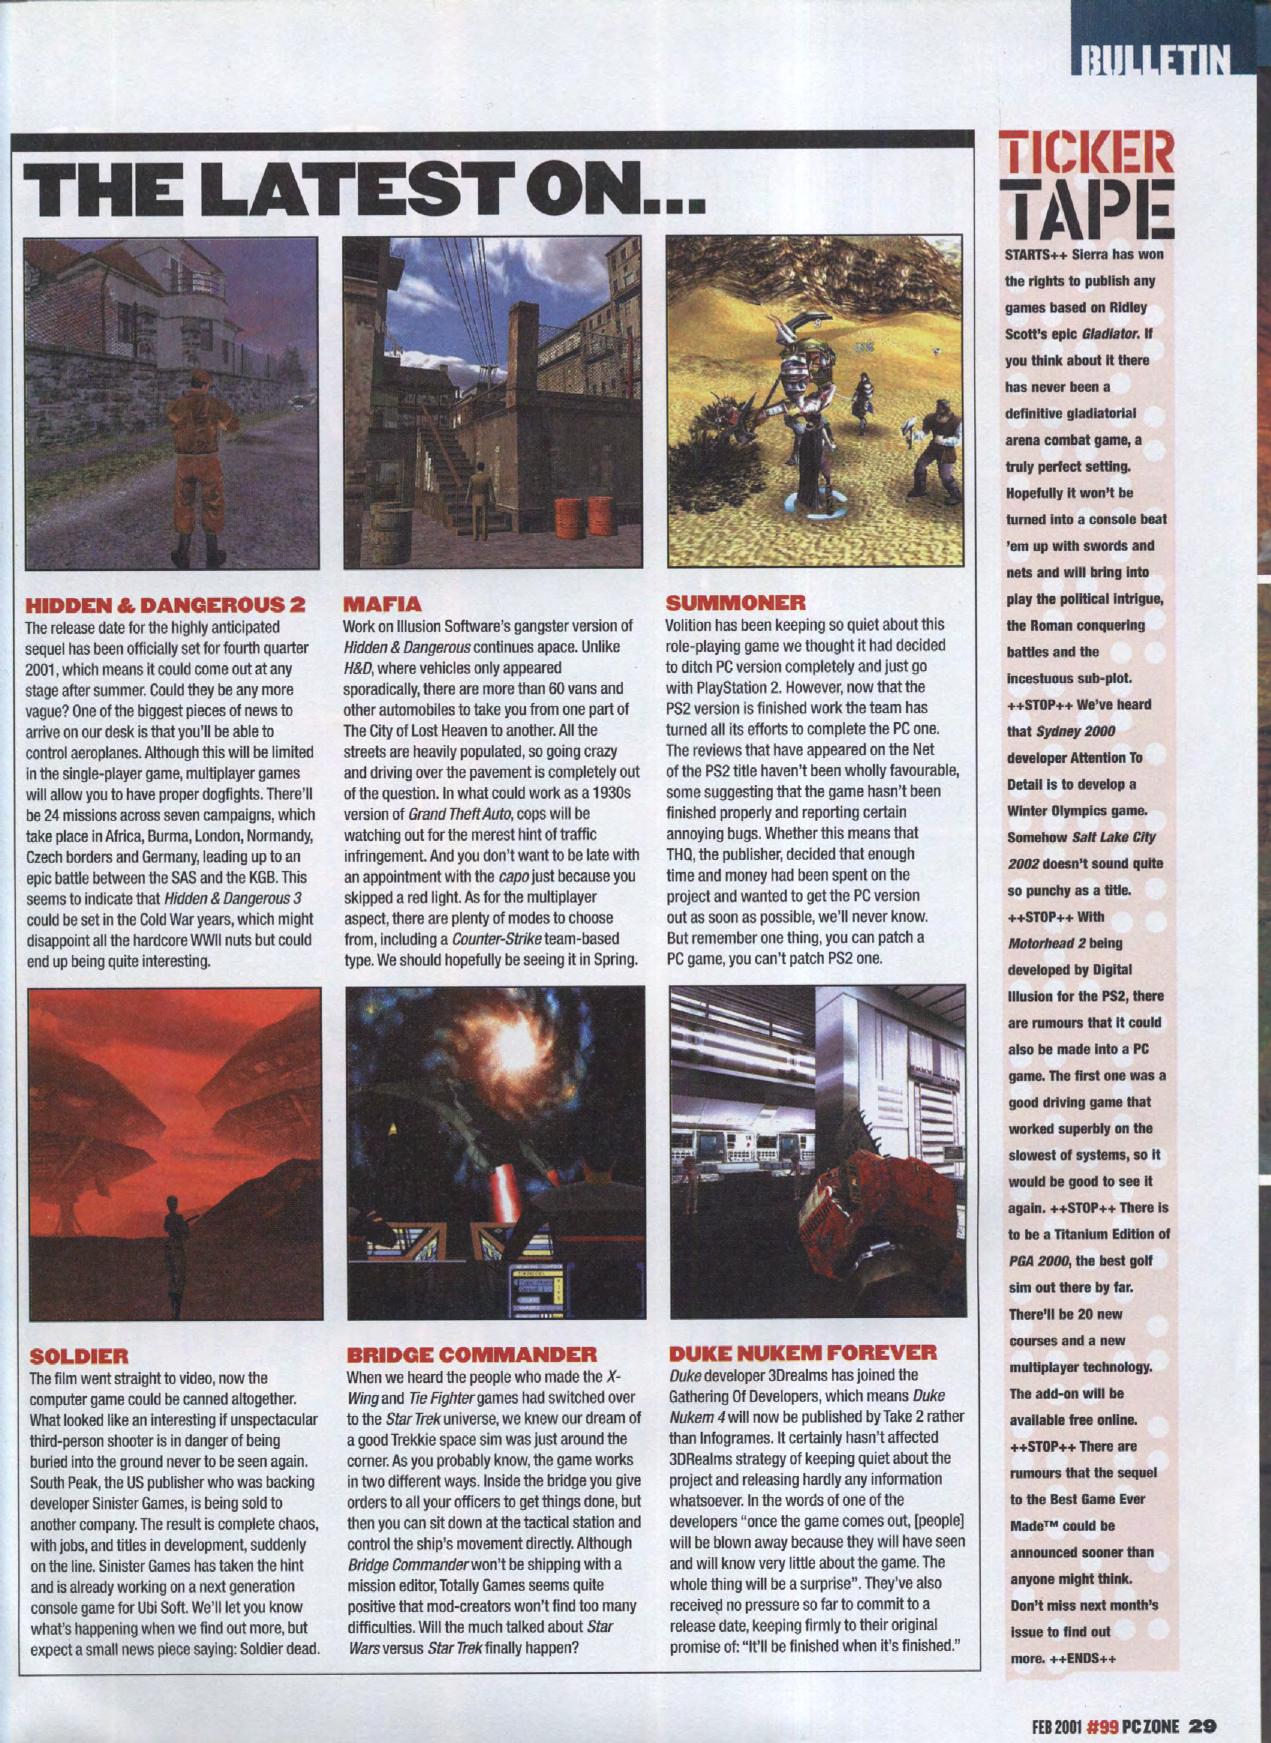 BULLETIN
THE LATEST ON...
HIDDEN & DANGEROUS 2
The release date for the highly anticipated
sequel has been officially set for fourth quarter
2001, which means it could come out at any
stage after summer. Could they be any more
vague? One of the biggest pieces of news to
arrive on our desk is that you'll be able to
control aeroplanes. Although this will be limited
in the single-player game, multiplayer games
will allow you to have proper dogfights. There'll
be 24 missions across seven campaigns, which
take place in Africa, Burma, London, Normandy,
Czech borders and Germany, leading up to an
epic battle between the SAS and the KGB. This
seems to indicate that Hidden & Dangerous 3
could be set in the Cold War years, which might
disappoint all the hardcore WWII nuts but could
end up being quite interesting.
MAFIA
Work on Illusion Software's gangster version of
Hidden & Dangerous continues apace. Unlike
H&D, where vehicles only appeared
sporadically, there are more than 60 vans and
other automobiles to take you from one part of
The City of Lost Heaven to another. All the
streets are heavily populated, so going crazy
and driving over the pavement is completely out
of the question. In what could work as a 1930s
version of Grand Theft Auto, cops will be
watching out for the merest hint of traffic
infringement. And you don't want to be late with
an appointment with the capo just because you
skipped a red light. As for the multiplayer
aspect, there are plenty of modes to choose
from, including a Counter-Strike team-based
type. We should hopefully be seeing it in Spring.
SUMMONER
Volition has been keeping so quiet about this
role-playing game we thought it had decided
to ditch PC version completely and just go
with PlayStation 2. However, now that the
PS2 version is finished work the team has
turned all its efforts to complete the PC one.
The reviews that have appeared on the Net
of the PS2 title haven't been wholly favourable,
some suggesting that the game hasn't been
finished properly and reporting certain
annoying bugs. Whether this means that
THQ, the publisher, decided that enough
time and money had been spent on the
project and wanted to get the PC version
out as soon as possible, we'll never know.
But remember one thing, you can patch a
PC game, you can't patch PS2 one.
SOLDIER
The film went straight to video, now the
computer game could be canned altogether.
What looked like an interesting if unspectacular
third-person shooter is in danger of being
buried into the ground never to be seen again.
South Peak, the US publisher who was backing
developer Sinister Games, is being sold to
another company. The result is complete chaos,
with jobs, and titles in development, suddenly
on the line. Sinister Games has taken the hint
and is already working on a next generation
console game for Ubi Soft. We'll let you know
what's happening when we find out more, but
expect a small news piece saying: Soldier dead.
BRIDGE COMMANDER
When we heard the people who made the X-
Wing and Tie Fighter games had switched over
to the Star Trek universe, we knew our dream of
a good Trekkie space sim was just around the
corner. As you probably know, the game works
in two different ways. Inside the bridge you give
orders to all your officers to get things done, but
then you can sit down at the tactical station and
control the ship's movement directly. Although
Bridge Commander won't be shipping with a
mission editor, Totally Games seems quite
positive that mod-creators won't find too many
difficulties. Will the much talked about Star
Wars versus Star Trek finally happen?
DUKE NUKEM FOREVER
Duke developer 3Drealms has joined the
Gathering Of Developers, which means Duke
Nukem 4 will now be published by Take 2 rather
than Infogrames. It certainly hasn't affected
3DRealms strategy of keeping quiet about the
project and releasing hardly any information
whatsoever. In the words of one of the
developers "once the game comes out, [people]
will be blown away because they will have seen
and will know very little about the game. The
whole thing will be a surprise". They've also
received no pressure so far to commit to a
release date, keeping firmly to their original
promise of: "It'll be finished when it's finished."
TICKER
TAPE
STARTS++ Sierra has won
the rights to publish any
games based on Ridley
Scott's epic Gladiator. If
you think about it there
has never been a
definitive gladiatorial
arena combat game, a
truly perfect setting.
Hopefully it won't be
turned into a console beat
'em up with swords and
nets and will bring into
play the political intrigue,
the Roman conquering
battles and the
incestuous sub-plot.
++STOP++ We've heard
that Sydney 2000
developer Attention To
Detail is to develop a
Winter Olympics game.
Somehow Salt Lake City
2002 doesn't sound quite
so punchy as a title.
++STOP++ With
Motorhead 2 being
developed by Digital
Illusion for the PS2, there
are rumours that it could
also be made into a PC
game. The first one was a
good driving game that
worked superbly on the
slowest of systems, so it
would be good to see it
again. ++STOP++ There is
to be a Titanium Edition of
PGA 2000, the best golf
sim out there by far.
There'll be 20 new
courses and a new
multiplayer technology.
The add-on will be
available free online.
++STOP++ There are
rumours that the sequel
to the Best Game Ever
Made™ could be
announced sooner than
anyone might think.
Don't miss next month's
issue to find out
more. ++ENDS++
FEB 2001 #99 PC ZONE 29